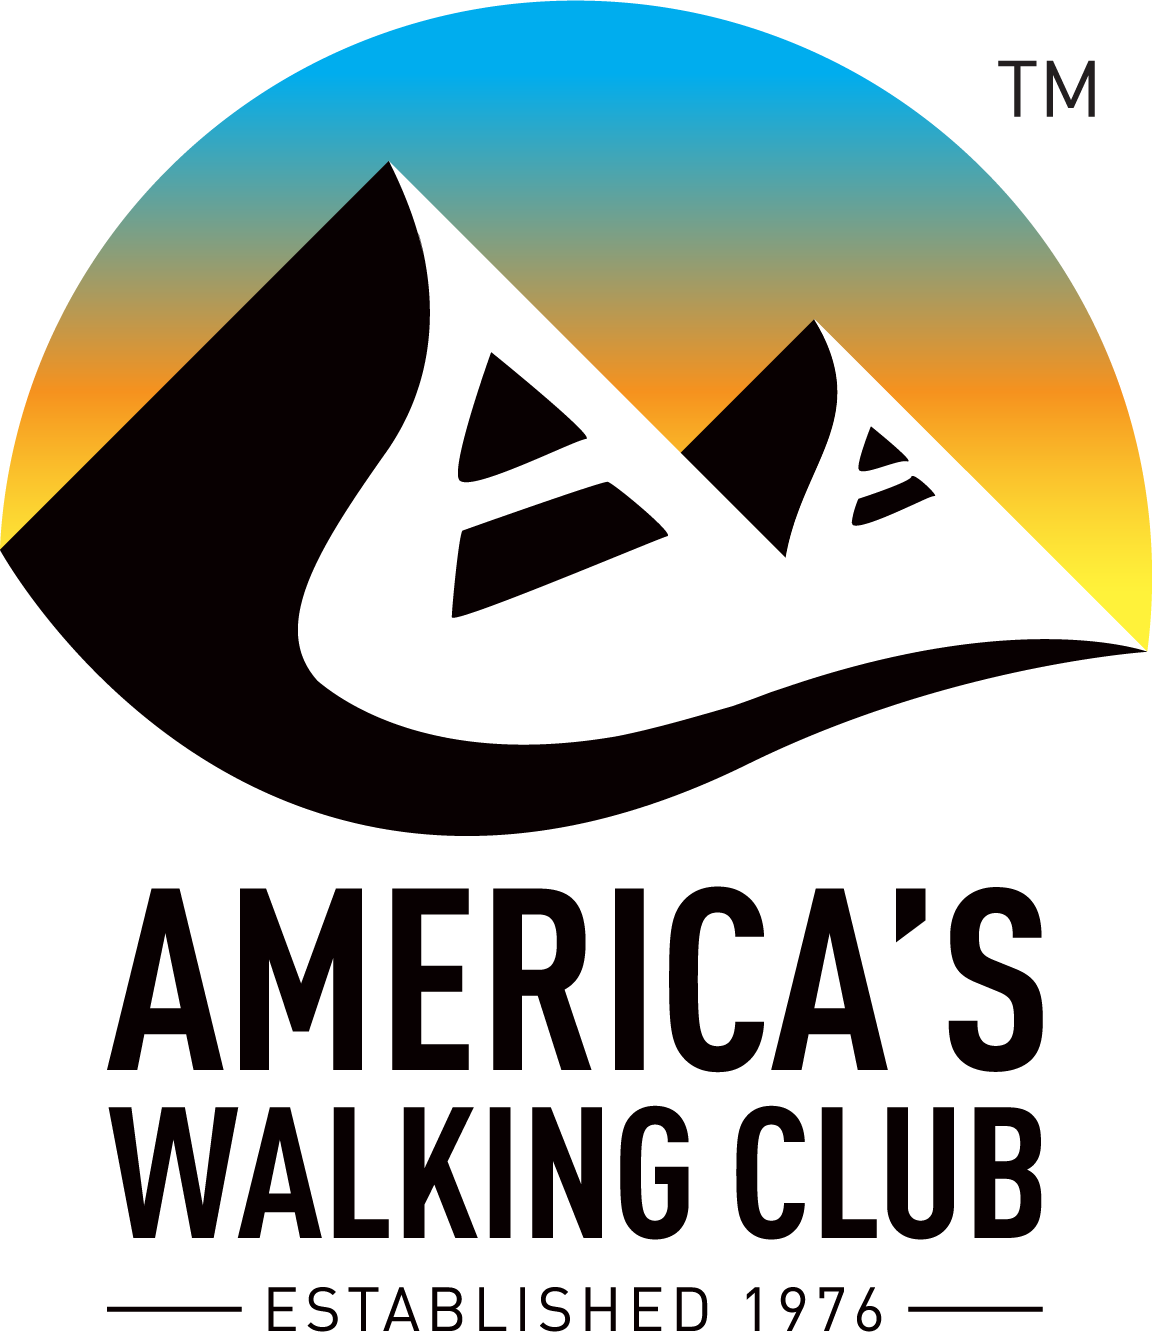 TM
AMERICA'S
WALKING CLUB
ESTABLISHED 1976